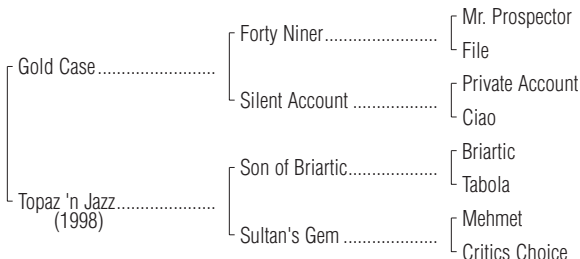 Mr. Prospector
Forty Niner............................
File
Gold Case.............................
Private Account
Silent Account .....................
Ciao
Briartic
Son of Briartic......................
Tabola
Topaz 'n Jazz........................
(1998)
Mehmet
Sultan's Gem .......................
Critics Choice